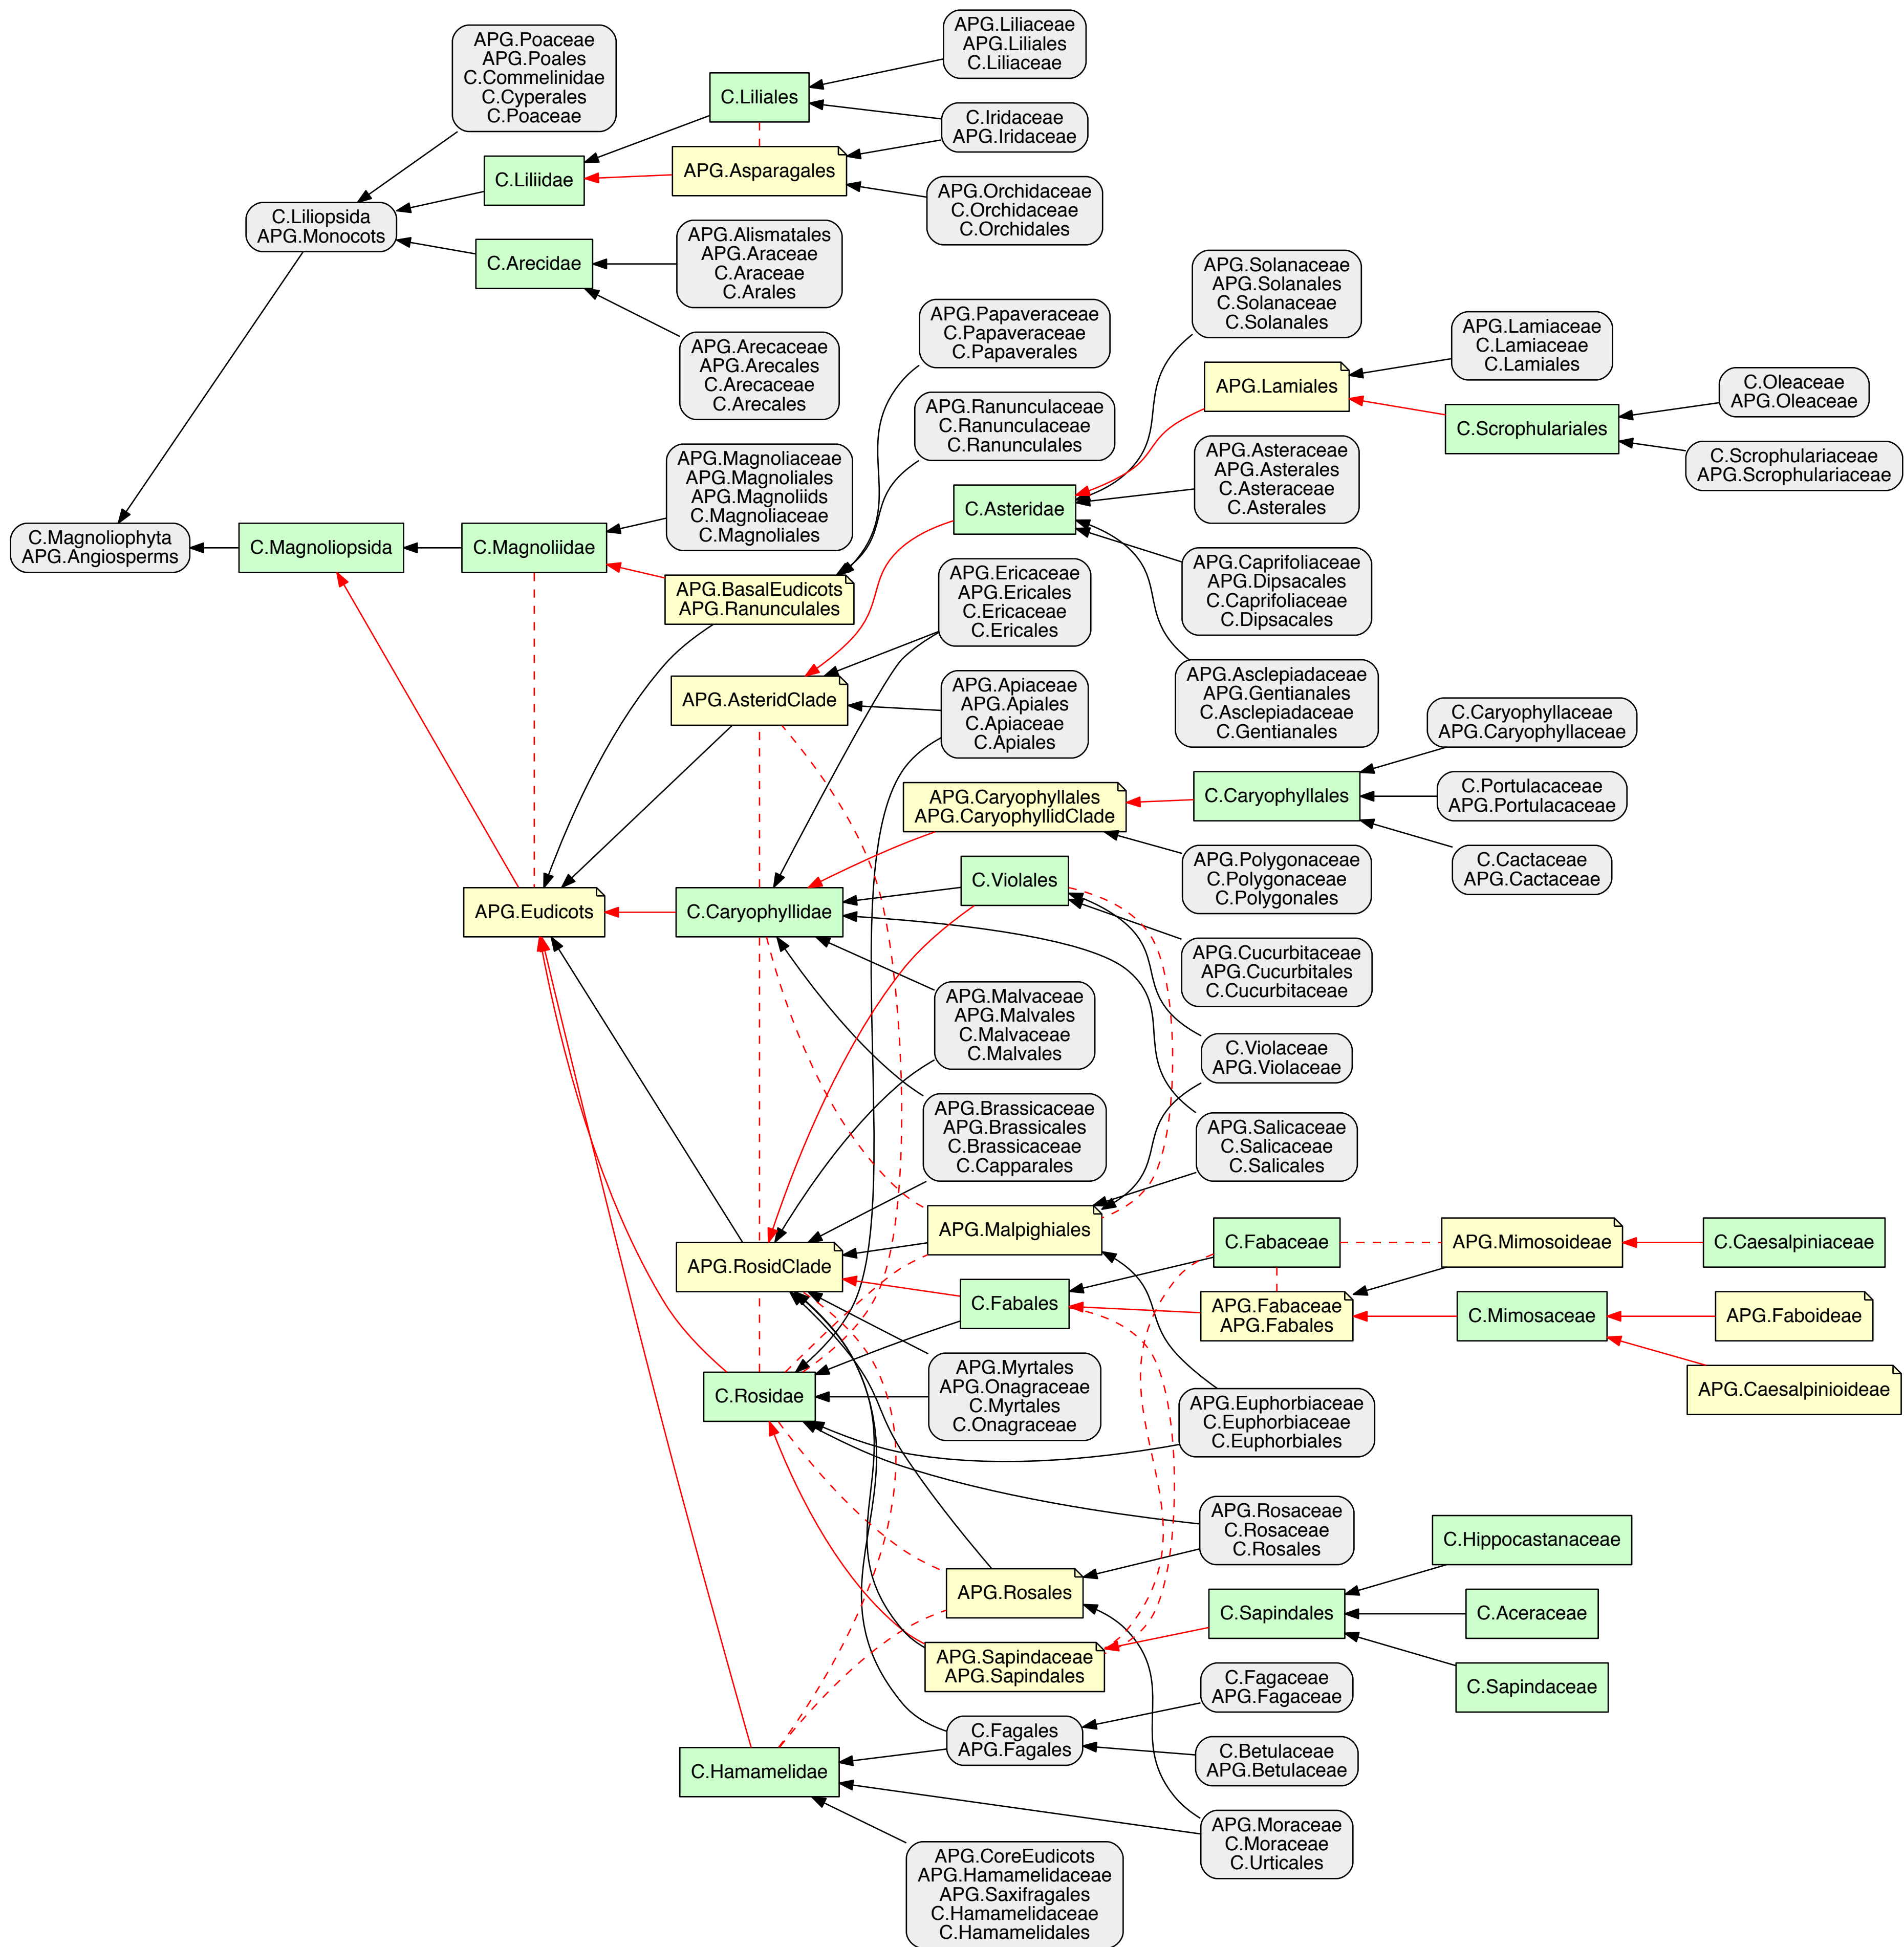 APG.Poaceae
APG.Poales
C.Commelinidae
C.Cyperales
C.Poaceae
APG.Liliaceae
APG.Liliales
C.Liliaceae
C.Liliales
C.Iridaceae
APG.Iridaceae
C.Liliidae
APG.Asparagales
APG.Orchidaceae
C.Orchidaceae
C.Orchidales
C.Liliopsida
APG.Monocots
C.Arecidae
APG.Alismatales
APG.Araceae
C.Araceae
C.Arales
APG.Arecaceae
APG.Arecales
C.Arecaceae
C.Arecales
APG.Papaveraceae
C.Papaveraceae
C.Papaverales
APG.Ranunculaceae
C.Ranunculaceae
C.Ranunculales
APG.Solanaceae
APG.Solanales
C.Solanaceae
C.Solanales
APG.Lamiales
APG.Lamiaceae
C.Lamiaceae
C.Lamiales
C.Scrophulariales
C.Oleaceae
APG.Oleaceae
C.Scrophulariaceae
APG.Scrophulariaceae
APG.Asteraceae
APG.Asterales
C.Asteraceae
C.Asterales
C.Asteridae
APG.Magnoliaceae
APG.Magnoliales
APG.Magnoliids
C.Magnoliaceae
C.Magnoliales
C.Magnoliophyta
APG.Angiosperms
C.Magnoliopsida
C.Magnoliidae
APG.BasalEudicots
APG.Ranunculales
APG.Ericaceae
APG.Ericales
C.Ericaceae
C.Ericales
APG.Caprifoliaceae
APG.Dipsacales
C.Caprifoliaceae
C.Dipsacales
APG.AsteridClade
APG.Apiaceae
APG.Apiales
C.Apiaceae
C.Apiales
APG.Asclepiadaceae
APG.Gentianales
C.Asclepiadaceae
C.Gentianales
C.Caryophyllaceae
APG.Caryophyllaceae
APG.Caryophyllales
APG.CaryophyllidClade
C.Caryophyllales
C.Portulacaceae
APG.Portulacaceae
C.Cactaceae
APG.Cactaceae
APG.Polygonaceae
C.Polygonaceae
C.Polygonales
C.Violales
APG.Eudicots
C.Caryophyllidae
APG.Cucurbitaceae
APG.Cucurbitales
C.Cucurbitaceae
APG.Malvaceae
APG.Malvales
C.Malvaceae
C.Malvales
C.Violaceae
APG.Violaceae
APG.Brassicaceae
APG.Brassicales
C.Brassicaceae
C.Capparales
APG.Salicaceae
C.Salicaceae
C.Salicales
APG.Malpighiales
APG.RosidClade
C.Fabaceae
APG.Mimosoideae
C.Caesalpiniaceae
C.Fabales
APG.Fabaceae
APG.Fabales
C.Mimosaceae
APG.Faboideae
APG.Caesalpinioideae
C.Rosidae
APG.Myrtales
APG.Onagraceae
C.Myrtales
C.Onagraceae
APG.Euphorbiaceae
C.Euphorbiaceae
C.Euphorbiales
APG.Rosaceae
C.Rosaceae
C.Rosales
C.Hippocastanaceae
APG.Rosales
C.Sapindales
C.Aceraceae
APG.Sapindaceae
APG.Sapindales
C.Sapindaceae
C.Fagaceae
APG.Fagaceae
C.Fagales
APG.Fagales
C.Betulaceae
APG.Betulaceae
C.Hamamelidae
APG.Moraceae
C.Moraceae
C.Urticales
APG.CoreEudicots
APG.Hamamelidaceae
APG.Saxifragales
C.Hamamelidaceae
C.Hamamelidales